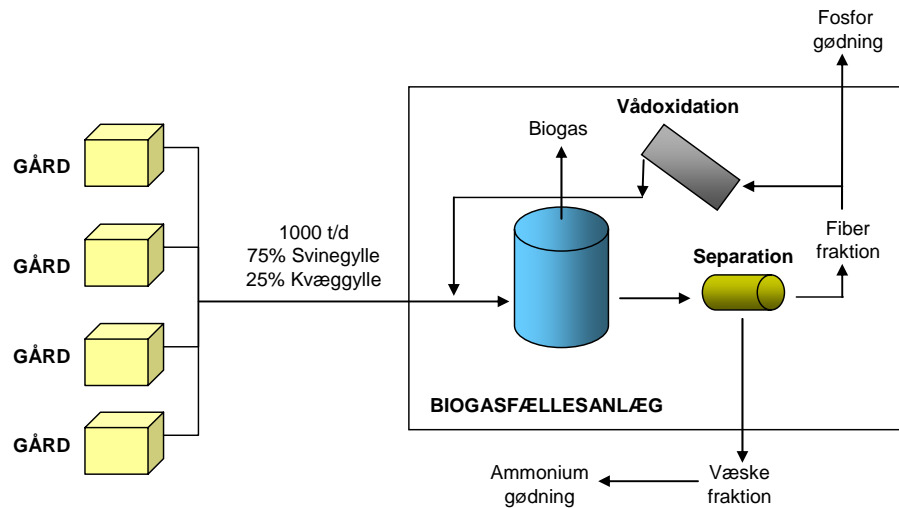 Fosfor
gødning
Vådoxidation
Biogas
GÅRD
GÅRD
GÅRD
GÅRD
1000 t/d
75% Svinegylle
25% Kvæggylle
Separation
Fiber
fraktion
BIOGASFÆLLESANLÆG
Ammonium
gødning
Væske
fraktion